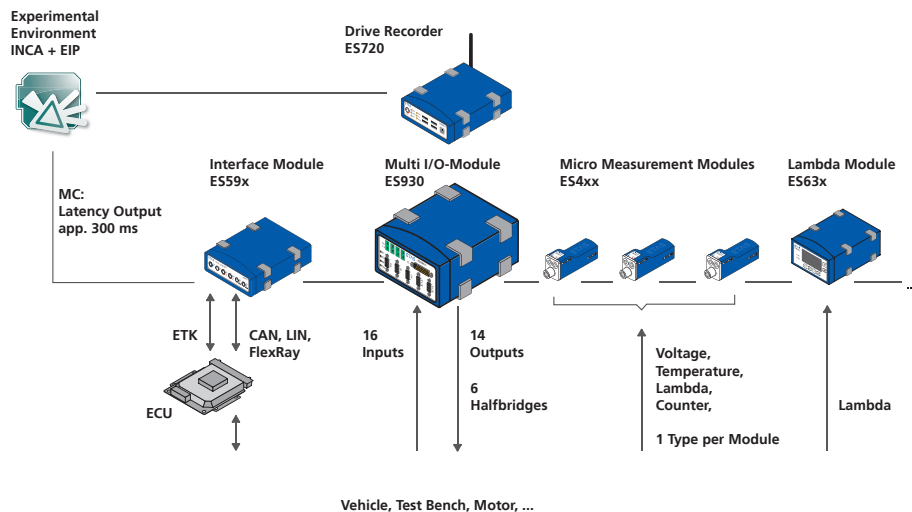 Experimental
Environment
INCA + EIP
Drive Recorder
ES720
Interface Module
ES59x
Multi I/O-Module
ES930
Micro Measurement Modules
ES4xx
Lambda Module
ES63x
MC:
Latency Output
app. 300 ms
...
ETK
CAN, LIN,
FlexRay
16
Inputs
14
Outputs
6
Halfbridges
Voltage,
Temperature,
Lambda,
Counter,
1 Type per Module
Lambda
ECU
Vehicle, Test Bench, Motor, ...